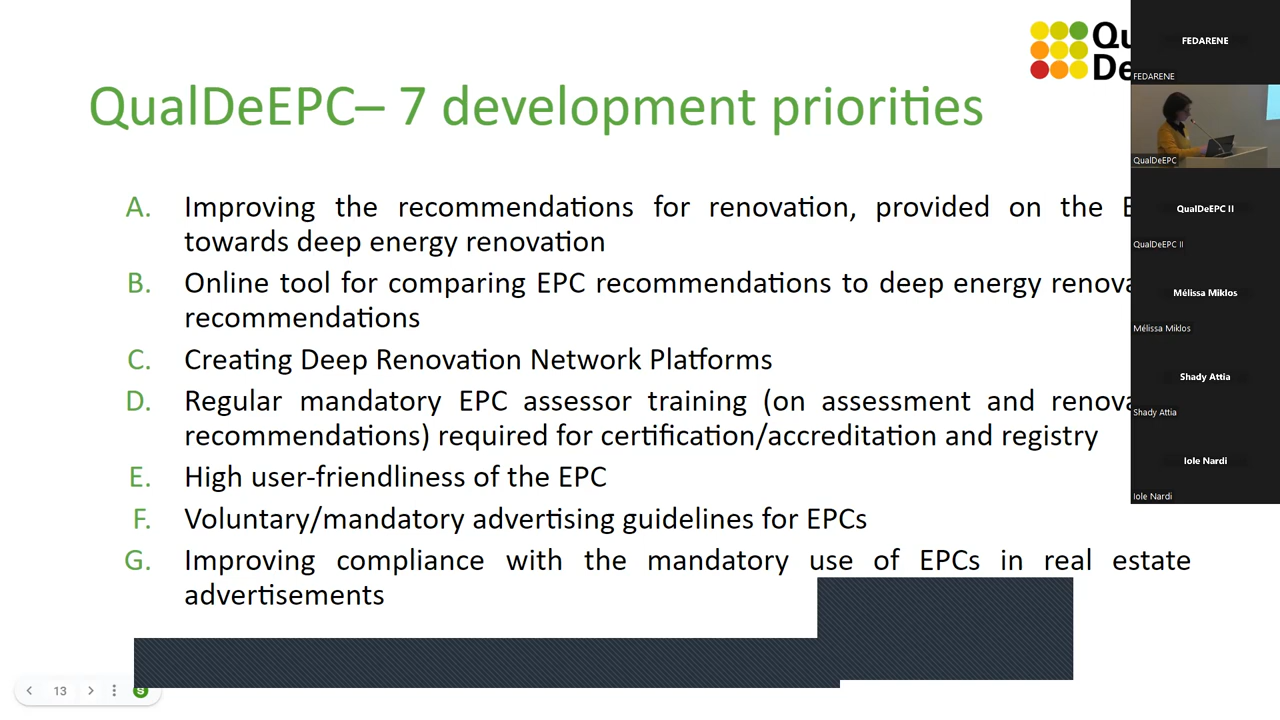 Qu
De
QualDeEPC– 7 development priorities
A. Improving the recommendations for renovation, provided on the
towards deep energy renovation
B. Online tool for comparing EPC recommendations to deep energy
recommendations
C. Creating Deep Renovation Network Platforms
D. Regular mandatory EPC assessor training (on assessment and
recommendations) required for certification/accreditation and registry
E. High user-friendliness of the EPC
F. Voluntary/mandatory advertising guidelines for EPCs
G. Improving compliance with the mandatory use of EPCs in real estate
advertisements
13
S
FEDARENE
FEDARENE
QualDeEPC
QualDeEPC II
QualDeEPC II
Mélissa Miklos
Mélissa Miklos
Shady Attia
Shady Attia
Iole Nardi
Iole Nardi